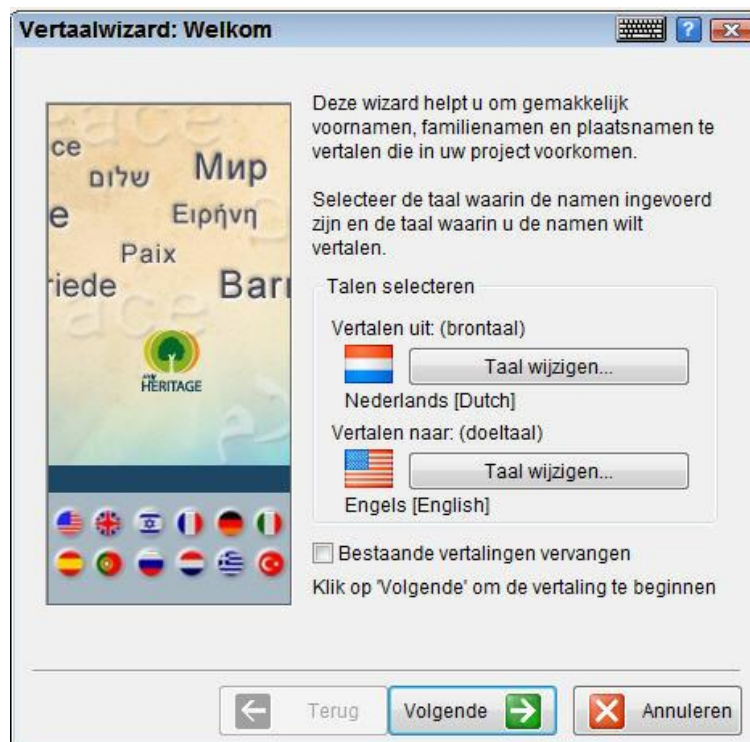 Vertaalwizard: Welkom
ce
שלום
Мир
e
Ειρήνη
Paix
riede
Barı
my
HERITAGE
Deze wizard helpt u om gemakkelijk
voornamen, familienamen en plaatsnamen te
vertalen die in uw project voorkomen.
Selecteer de taal waarin de namen ingevoerd
zijn en de taal waarin u de namen wilt
vertalen.
Talen selecteren
Vertalen uit: (brontaal)
Taal wijzigen...
Nederlands [Dutch]
Vertalen naar: (doeltaal)
Taal wijzigen...
Engels [English]
Bestaande vertalingen vervangen
Klik op 'Volgende' om de vertaling te beginnen
Terug
Volgende
Annuleren